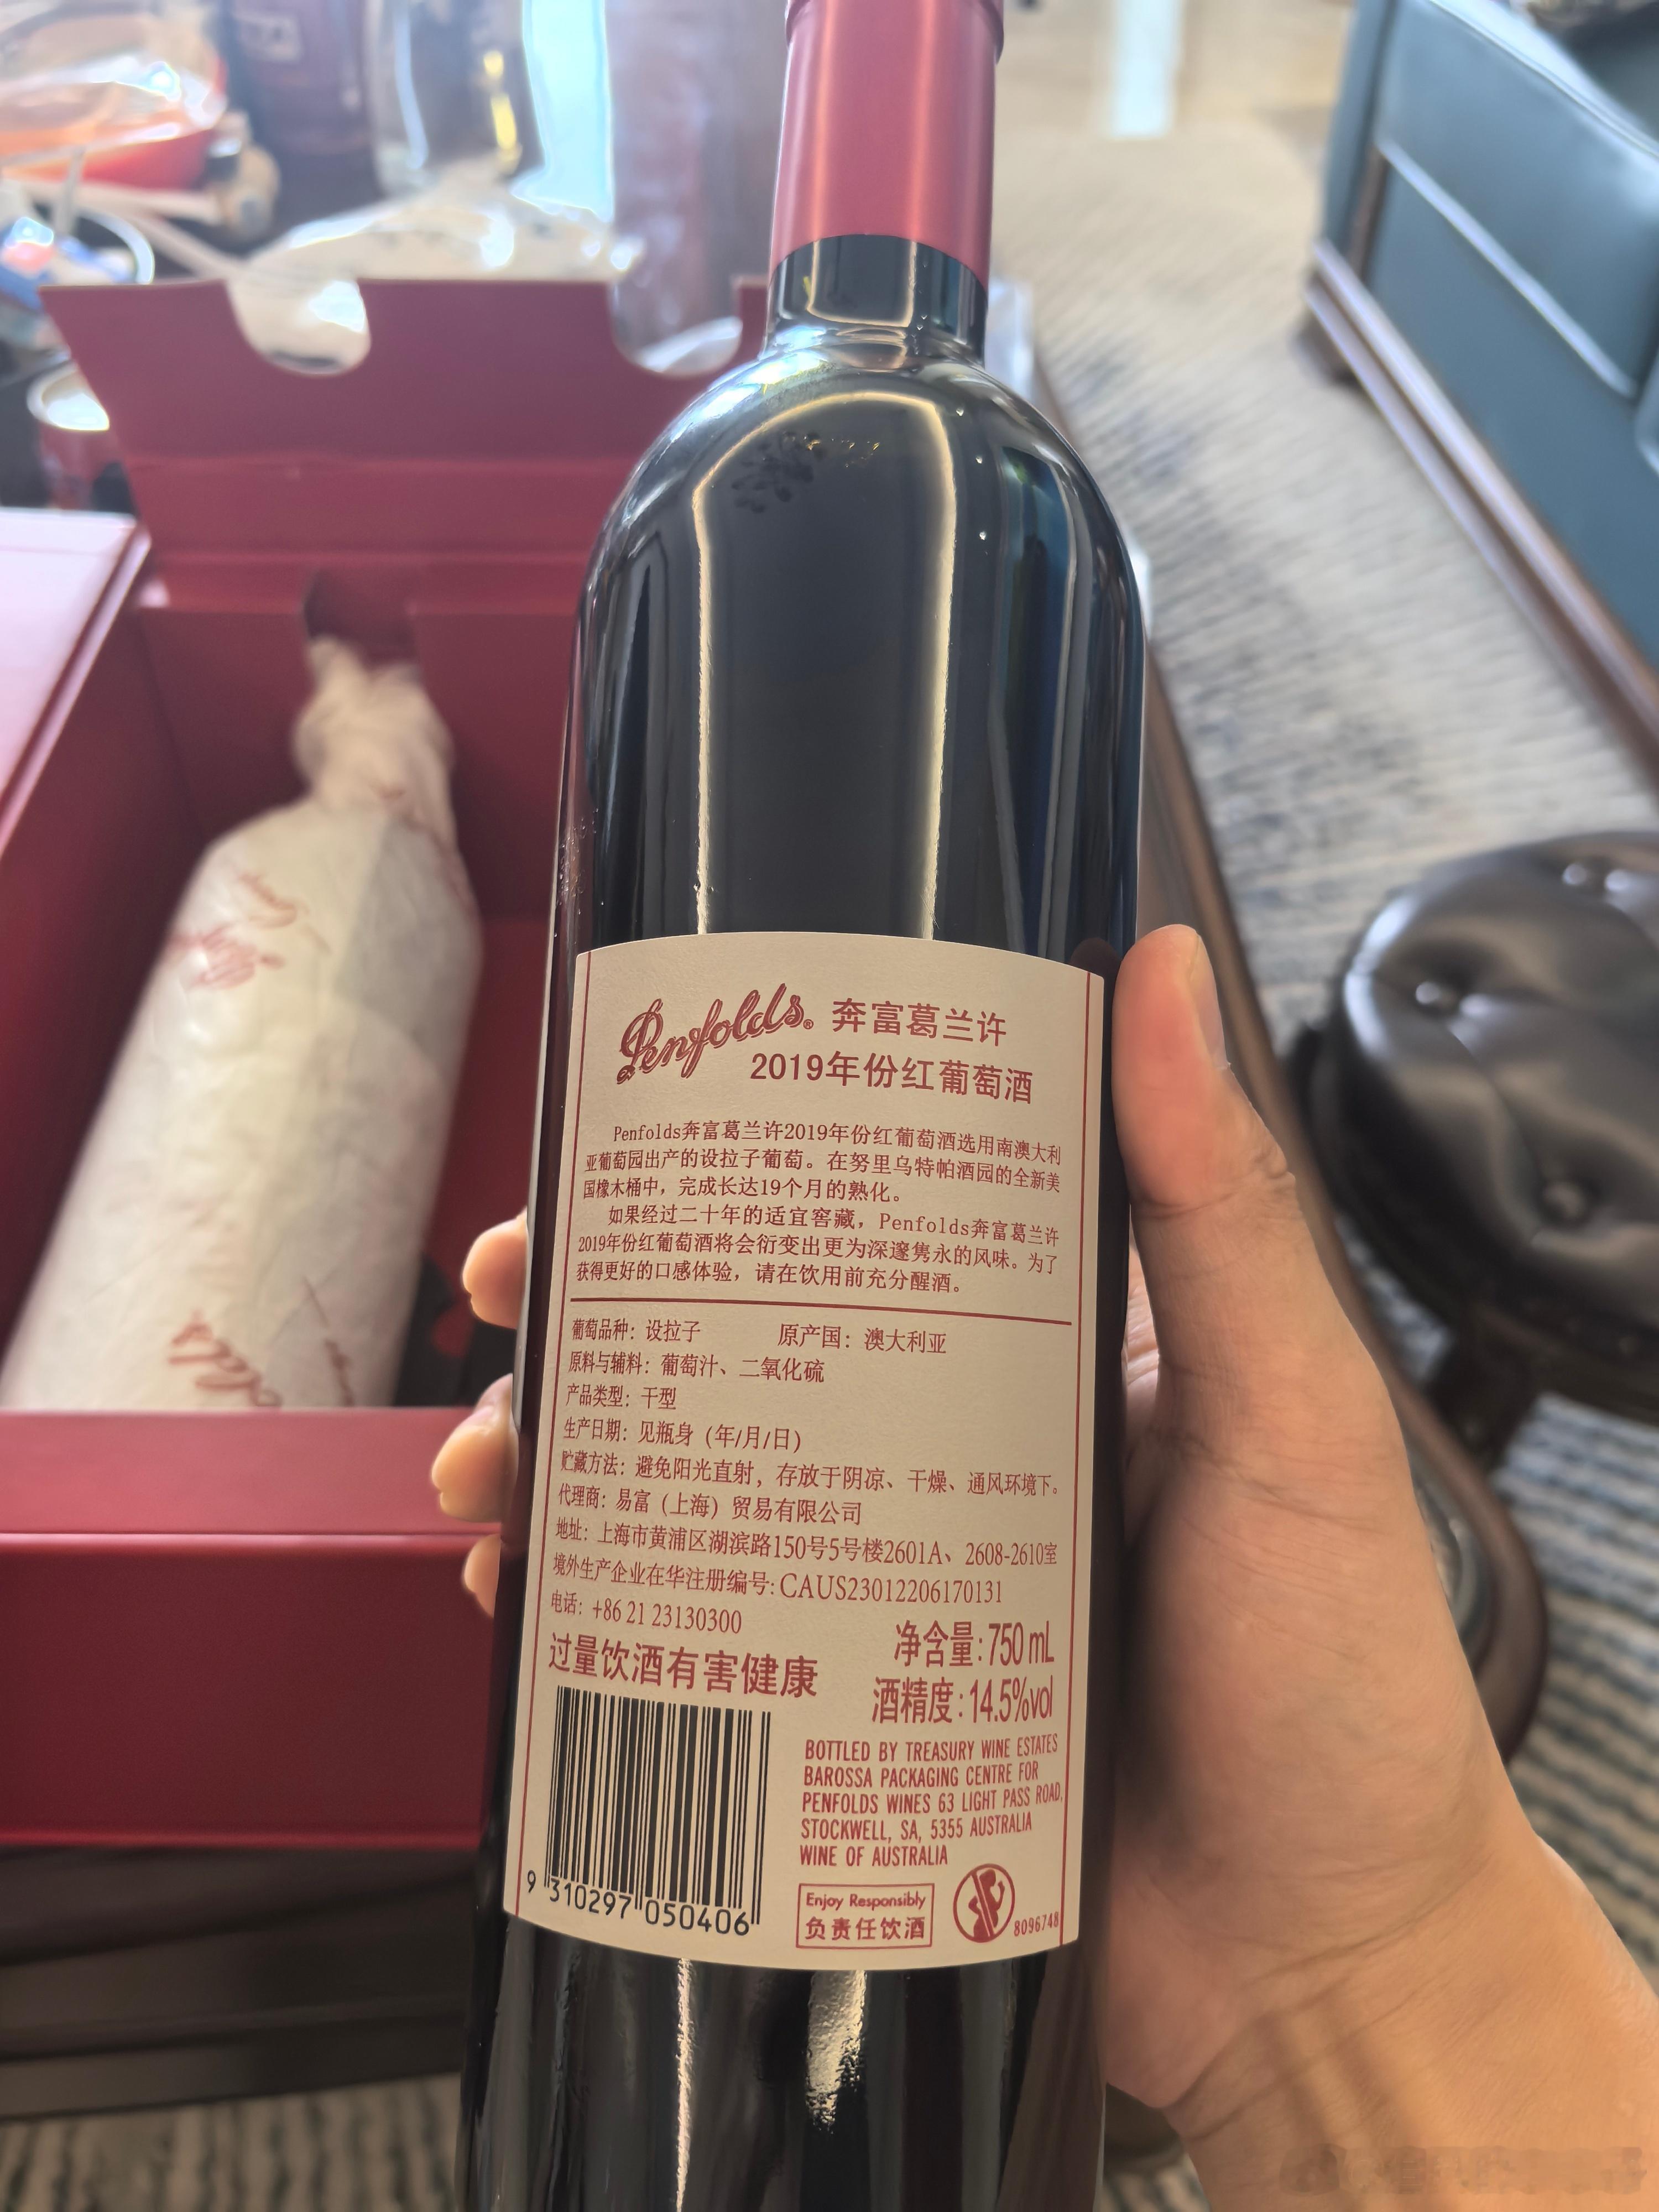 Penfolds® 奔富葛兰许
2019年份红葡萄酒
Penfolds奔富葛兰许2019年份红葡萄酒选用南澳大利
亚葡萄园出产的设拉子葡萄。在努里乌特帕酒园的全新美
国橡木桶中，完成长达19个月的熟化。
如果经过二十年的适宜窖藏，Penfolds奔富葛兰许
2019年份红葡萄酒将会衍变出更为深邃隽永的风味。为了
获得更好的口感体验，请在饮用前充分醒酒。
葡萄品种：设拉子 原产国：澳大利亚
原料与辅料：葡萄汁、二氧化硫
产品类型：干型
生产日期：见瓶身（年/月/日）
贮藏方法：避免阳光直射，存放于阴凉、干燥、通风环境下。
代理商：易富（上海）贸易有限公司
地址：上海市黄浦区湖滨路150号5号楼2601A、2608-2610室
境外生产企业在华注册编号：CAUS23012206170131
电话：+86 21 23130300
过量饮酒有害健康
净含量：750 mL
酒精度：14.5%vol
BOTTLED BY TREASURY WINE ESTATES
BAROSSA PACKAGING CENTRE FOR
PENFOLDS WINES 63 LIGHT PASS ROAD,
STOCKWELL, SA, 5355 AUSTRALIA
WINE OF AUSTRALIA
9 310297 050406
Enjoy Responsibly
负责任饮酒
8096748